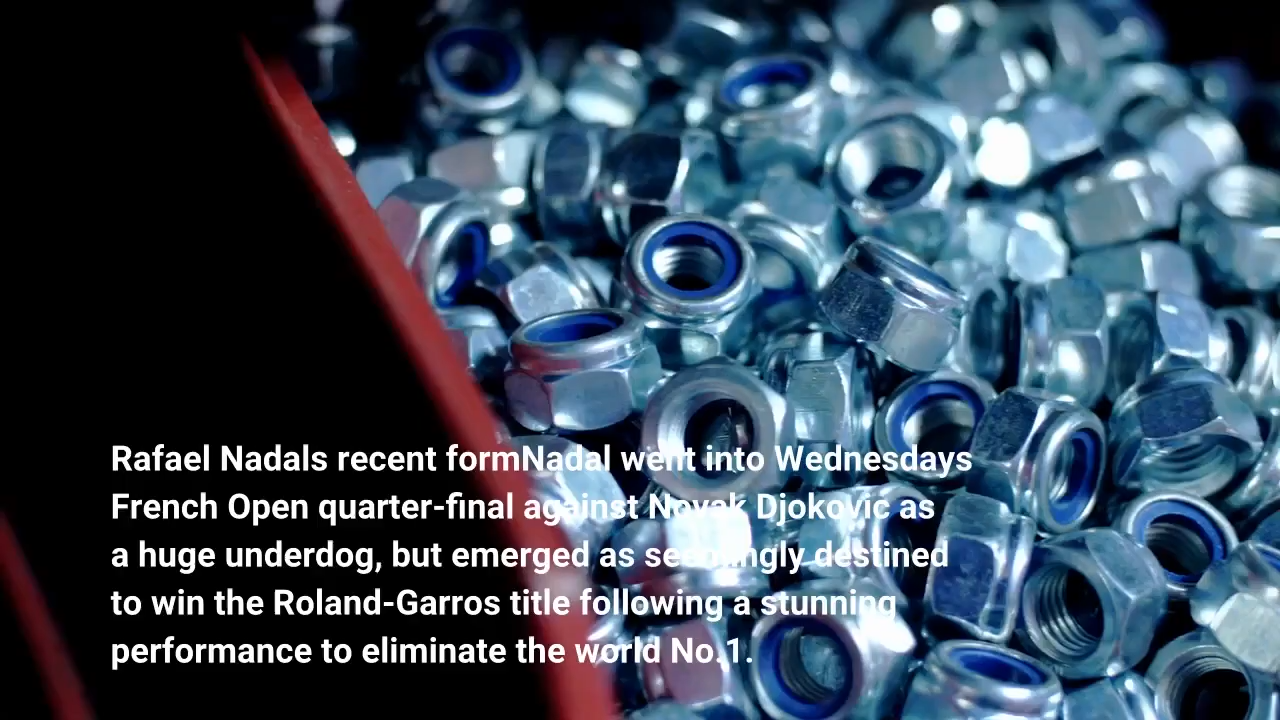 Rafael Nadals recent formNadal went into Wednesdays
French Open quarter-final against Novak Djokovic as
a huge underdog, but emerged as seemingly destined
to win the Roland-Garros title following a stunning
performance to eliminate the world No.1.